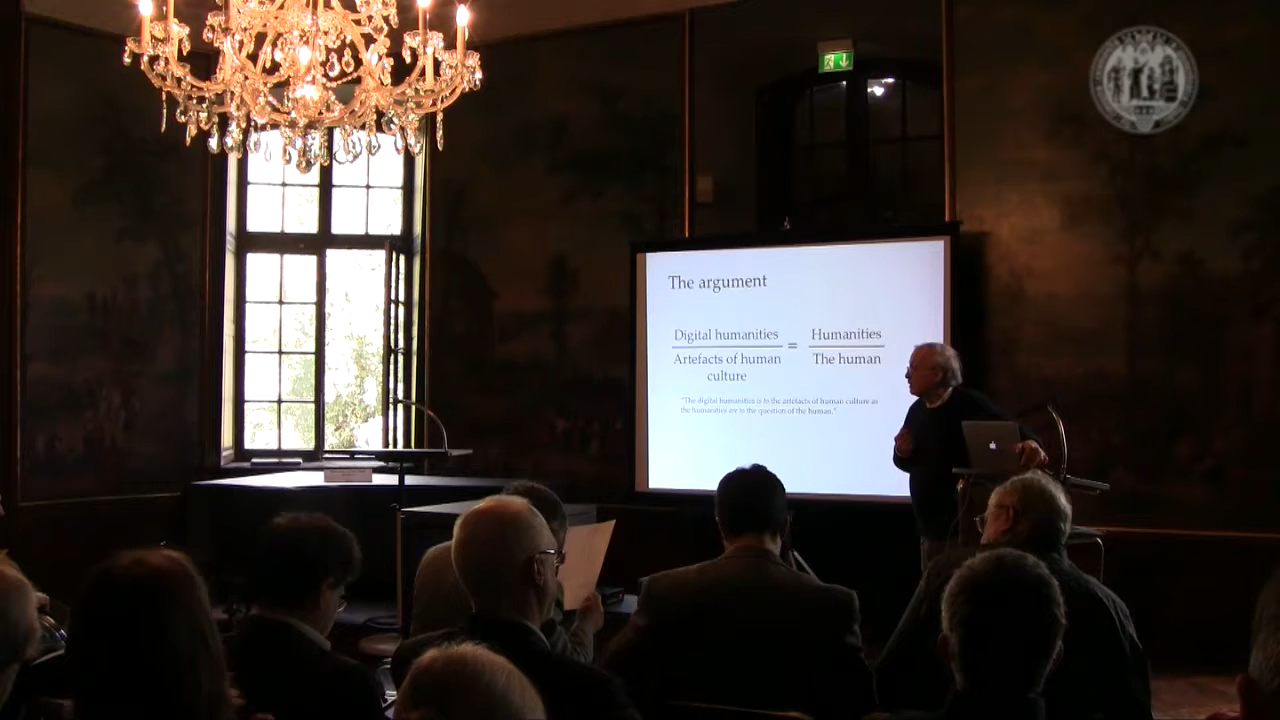 The argument
Digital humanities = Humanities
Artefacts of human The human
culture
"The digital humanities is to the artefacts of human culture as
the humanities are to the question of the human."